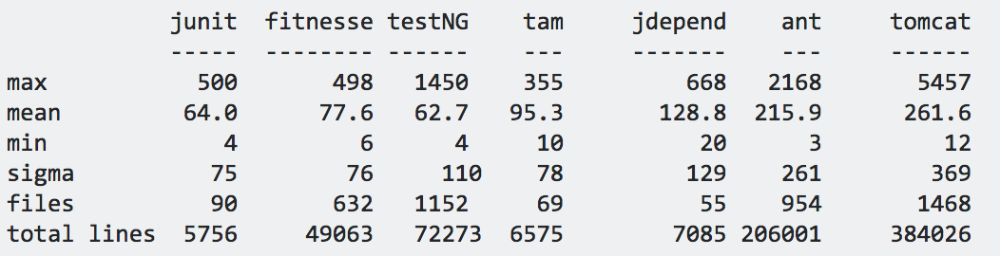 junit fitnesse testNG tam jdepend ant tomcat
----- -------- ------ --- ------- --- ------
max 500 498 1450 355 668 2168 5457
mean 64.0 77.6 62.7 95.3 128.8 215.9 261.6
min 4 6 4 10 20 3 12
sigma 75 76 110 78 129 261 369
files 90 632 1152 69 55 954 1468
total lines 5756 49063 72273 6575 7085 206001 384026